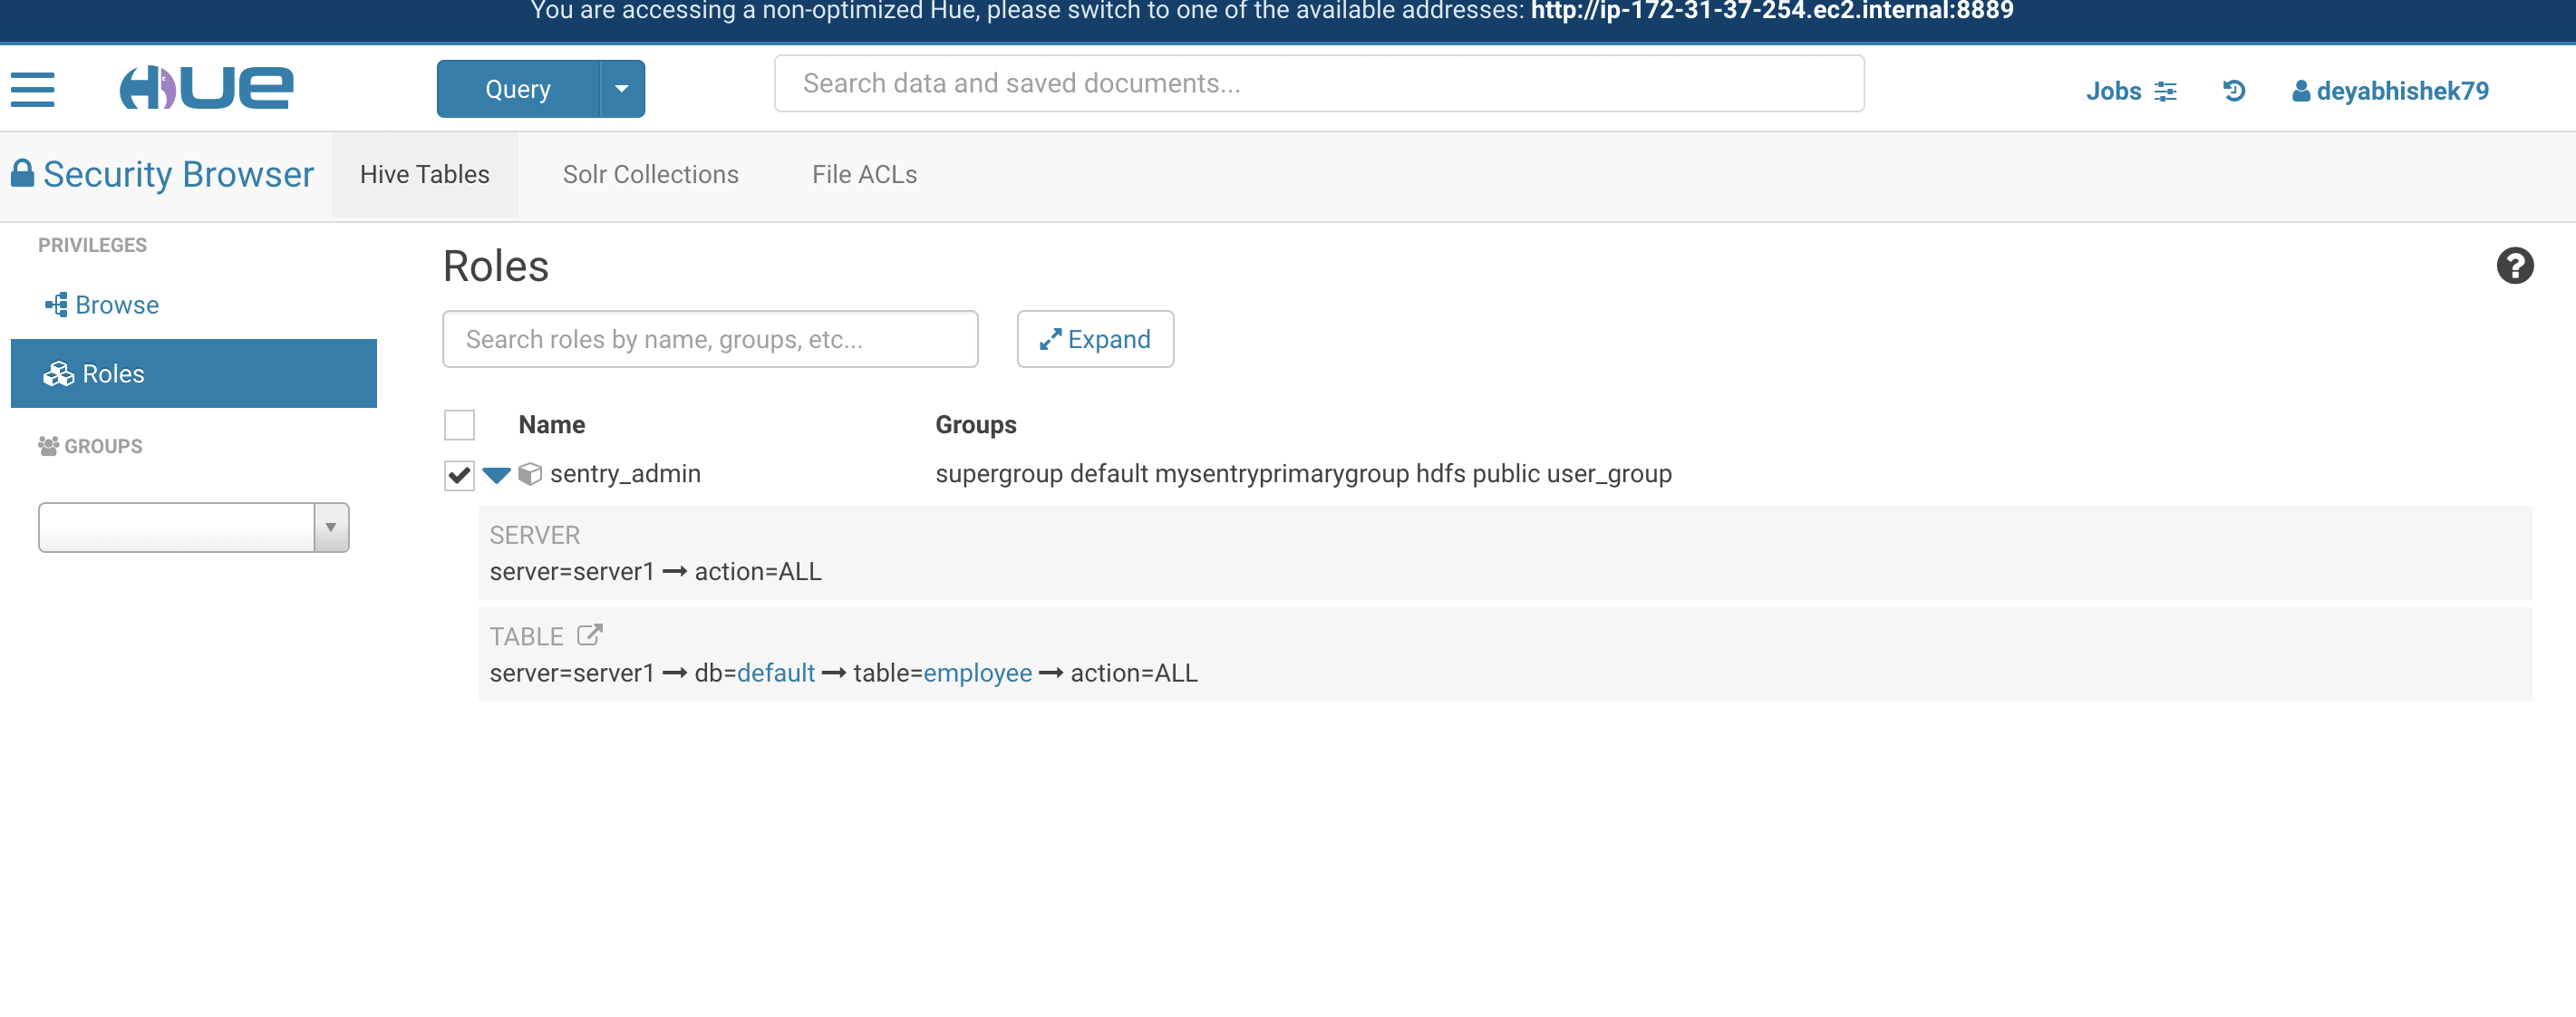 You are accessing a non-optimized Hue, please switch to one of the available addresses: http://ip-172-31-37-254.ec2.internal:8889
HUE Query Search data and saved documents... Jobs deyabhishek79
Security Browser Hive Tables Solr Collections File ACLs
PRIVILEGES
Browse
Roles
GROUPS
Roles
Search roles by name, groups, etc... Expand
Name Groups
sentry_admin supergroup default mysentryprimarygroup hdfs public user_group
SERVER
server=server1 → action=ALL
TABLE
server=server1 → db=default → table=employee → action=ALL